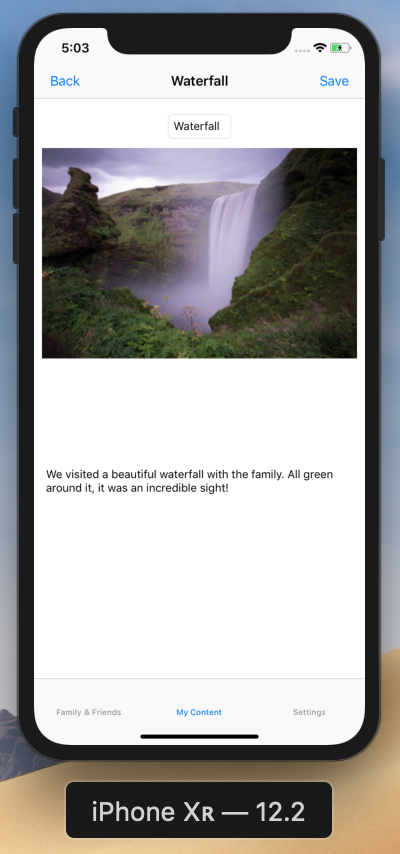 5:03
Back Waterfall Save
Waterfall
We visited a beautiful waterfall with the family. All green
around it, it was an incredible sight!
Family & Friends My Content Settings
iPhone Xʀ — 12.2